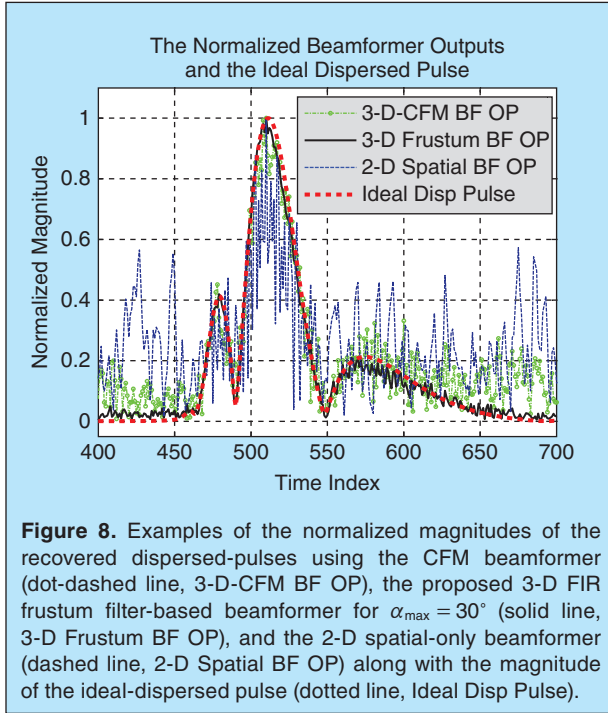 The Normalized Beamformer Outputs
and the Ideal Dispersed Pulse
1
0.8
0.6
0.4
0.2
0
Normalized Magnitude
3-D-CFM BF OP
3-D Frustum BF OP
2-D Spatial BF OP
Ideal Disp Pulse
400 450 500 550 600 650 700
Time Index
Figure 8. Examples of the normalized magnitudes of the
recovered dispersed-pulses using the CFM beamformer
(dot-dashed line, 3-D-CFM BF OP), the proposed 3-D FIR
frustum filter-based beamformer for αmax = 30° (solid line,
3-D Frustum BF OP), and the 2-D spatial-only beamformer
(dashed line, 2-D Spatial BF OP) along with the magnitude
of the ideal-dispersed pulse (dotted line, Ideal Disp Pulse).